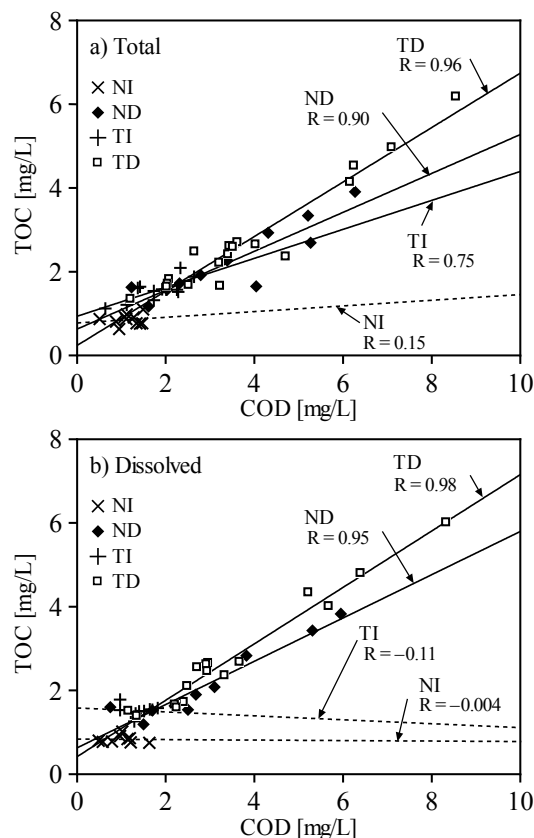 a) Total
NI
ND
TI
TD
TD
R = 0.96
ND
R = 0.90
TI
R = 0.75
NI
R = 0.15
TOC [mg/L]
8
6
4
2
0
0 2 4 6 8 10
COD [mg/L]
b) Dissolved
NI
ND
TI
TD
TD
R = 0.98
ND
R = 0.95
TI
R = –0.11
NI
R = –0.004
TOC [mg/L]
8
6
4
2
0
0 2 4 6 8 10
COD [mg/L]